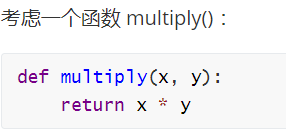 考虑一个函数 multiply() :
def multiply(x, y):
    return x * y